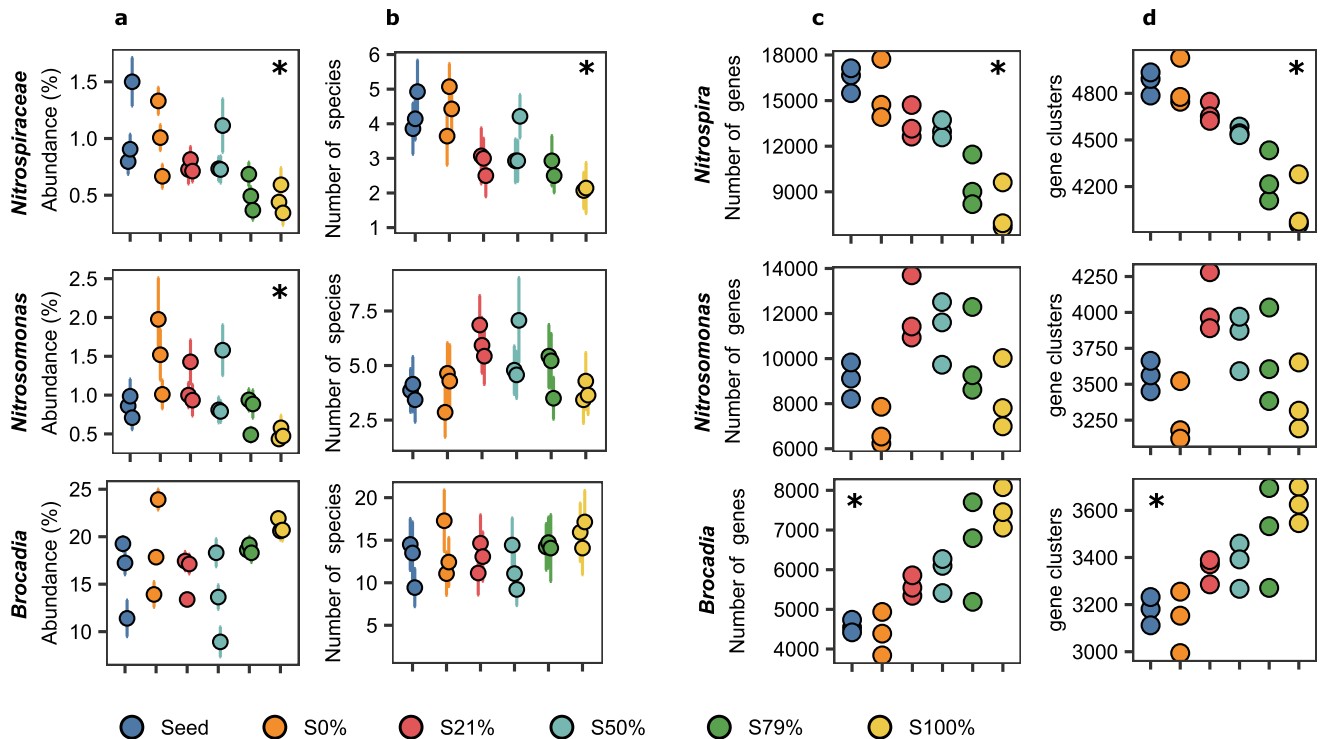 a b c d
Nitrospiraceae
Abundance (%)
1.5
1.0
0.5
*
Number of species
6
5
4
3
2
1
*
Nitrospira
Number of genes
18000
15000
12000
9000
*
gene clusters
4800
4500
4200
*
Nitrosomonas
Abundance (%)
2.5
2.0
1.5
1.0
0.5
*
Number of species
7.5
5.0
2.5
Nitrosomonas
Number of genes
14000
12000
10000
8000
6000
gene clusters
4250
4000
3750
3500
3250
Brocadia
Abundance (%)
25
20
15
10
Number of species
20
15
10
5
Brocadia
Number of genes
8000
7000
6000
5000
4000
*
gene clusters
3600
3400
3200
3000
*
Seed S0% S21% S50% S79% S100%